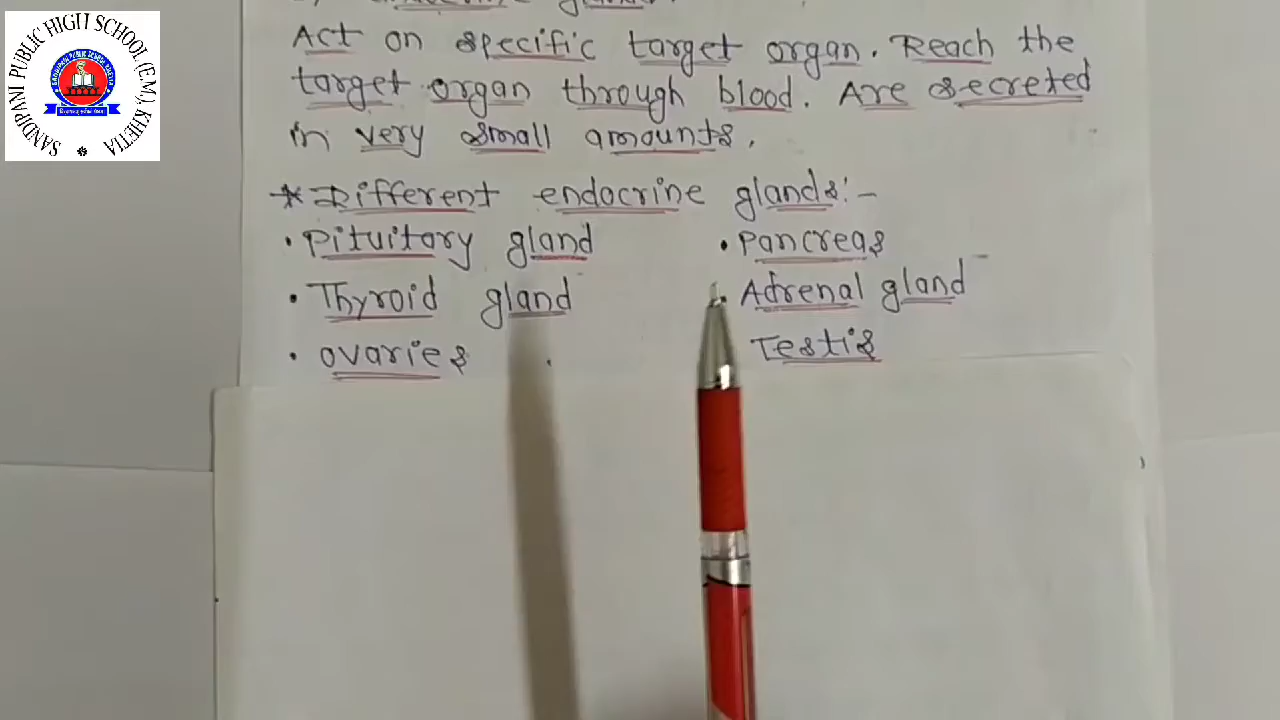 SANDIPANI PUBLIC HIGH SCHOOL (E.M.), KHETIA
Act on specific target organ. Reach the
target organ through blood. Are secreted
in very small amounts.
* Different endocrine glands:-
• Pituitary gland • Pancreas
• Thyroid gland • Adrenal gland
• Ovaries • Testis